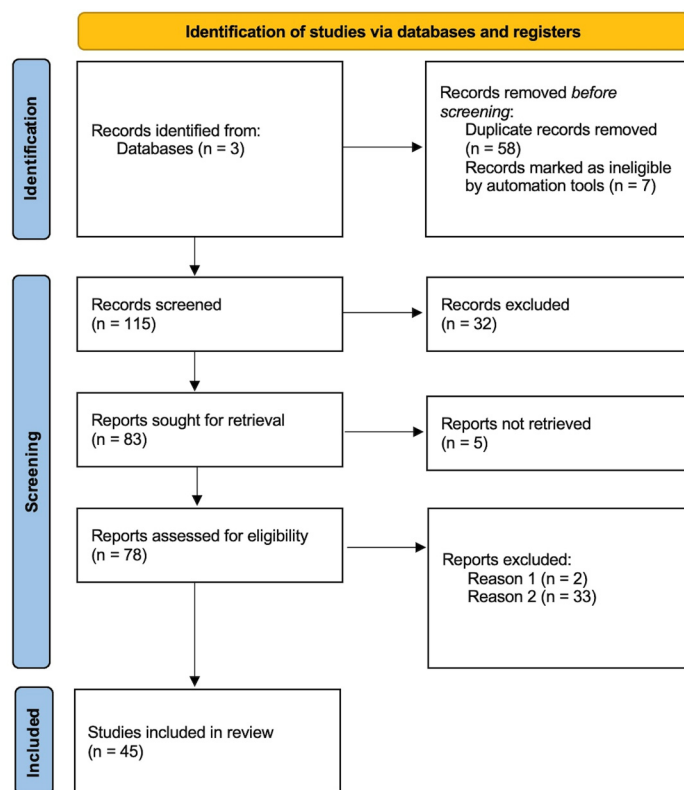 Identification of studies via databases and registers
Identification
Records identified from:
Databases (n = 3)
Records removed before
screening:
Duplicate records removed
(n = 58)
Records marked as ineligible
by automation tools (n = 7)
Screening
Records screened
(n = 115)
Records excluded
(n = 32)
Reports sought for retrieval
(n = 83)
Reports not retrieved
(n = 5)
Reports assessed for eligibility
(n = 78)
Reports excluded:
Reason 1 (n = 2)
Reason 2 (n = 33)
Included
Studies included in review
(n = 45)